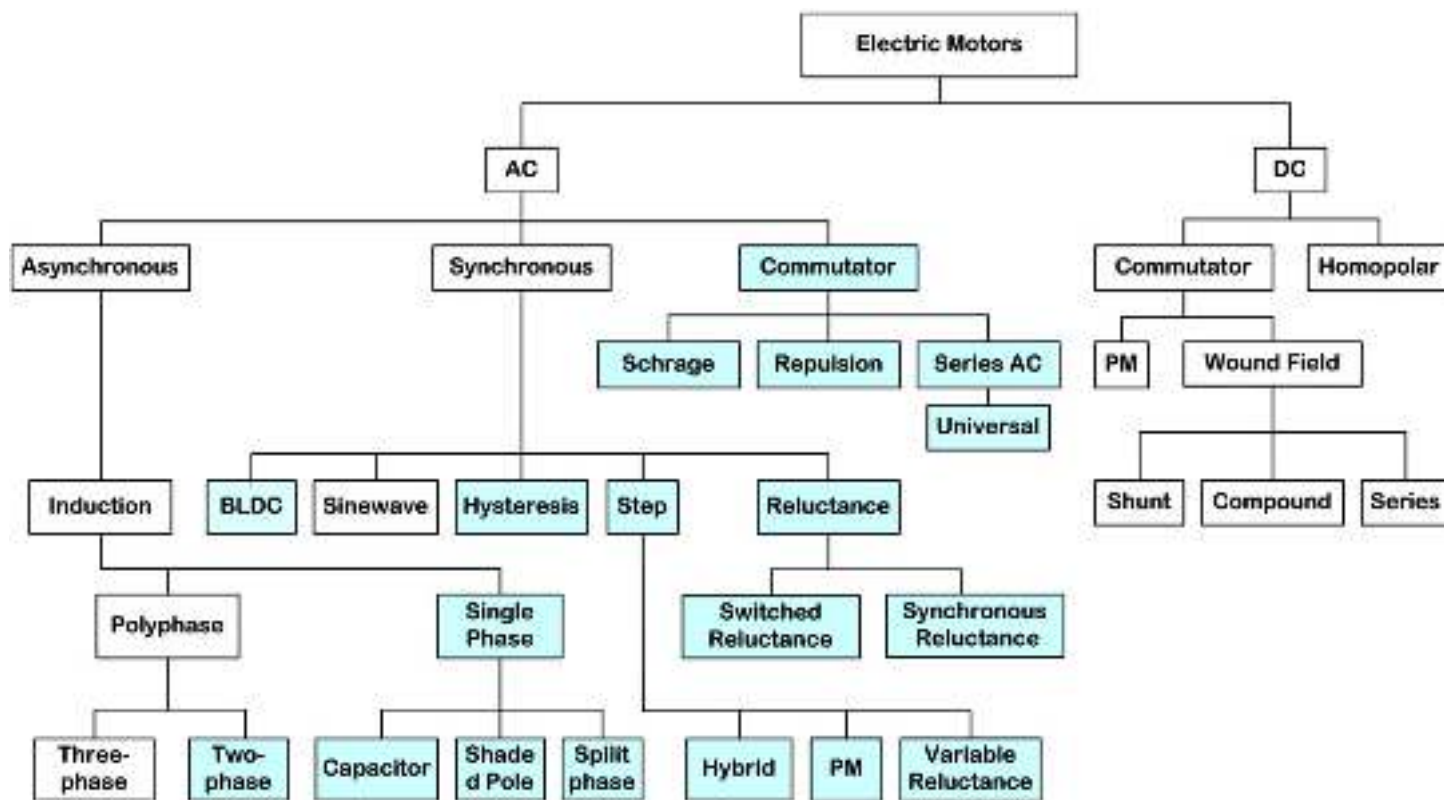 Electric Motors
AC
DC
Asynchronous
Synchronous
Commutator
Commutator
Homopolar
Schrage
Repulsion
Series AC
PM
Wound Field
Universal
Induction
BLDC
Sinewave
Hysteresis
Step
Reluctance
Shunt
Compound
Series
Polyphase
Single
Phase
Switched
Reluctance
Synchronous
Reluctance
Three-
phase
Two-
phase
Capacitor
Shade
d Pole
Spilit
phase
Hybrid
PM
Variable
Reluctance